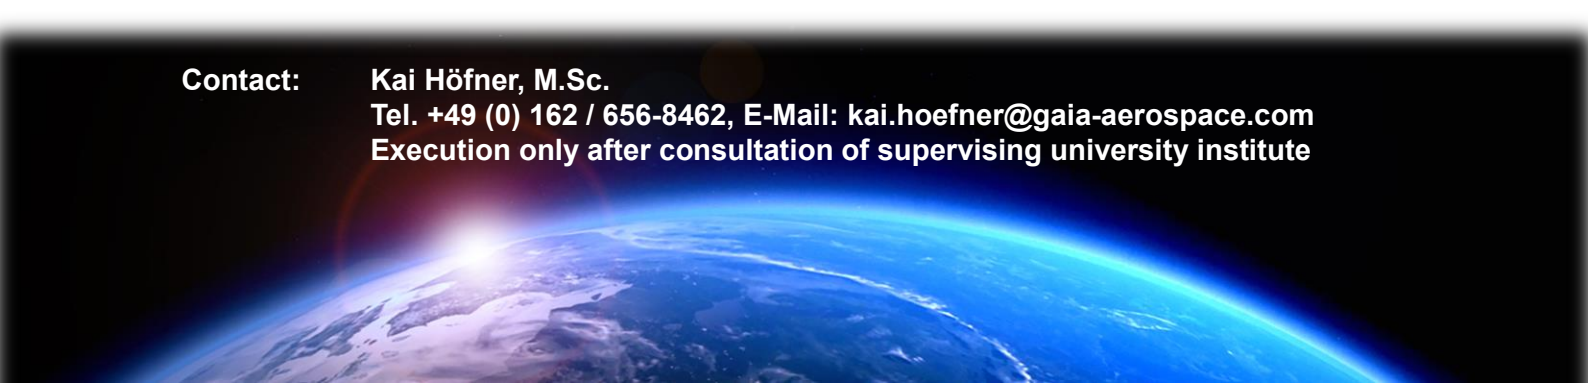 Contact: Kai Höfner, M.Sc.
Tel. +49 (0) 162 / 656-8462, E-Mail: kai.hoefner@gaia-aerospace.com
Execution only after consultation of supervising university institute